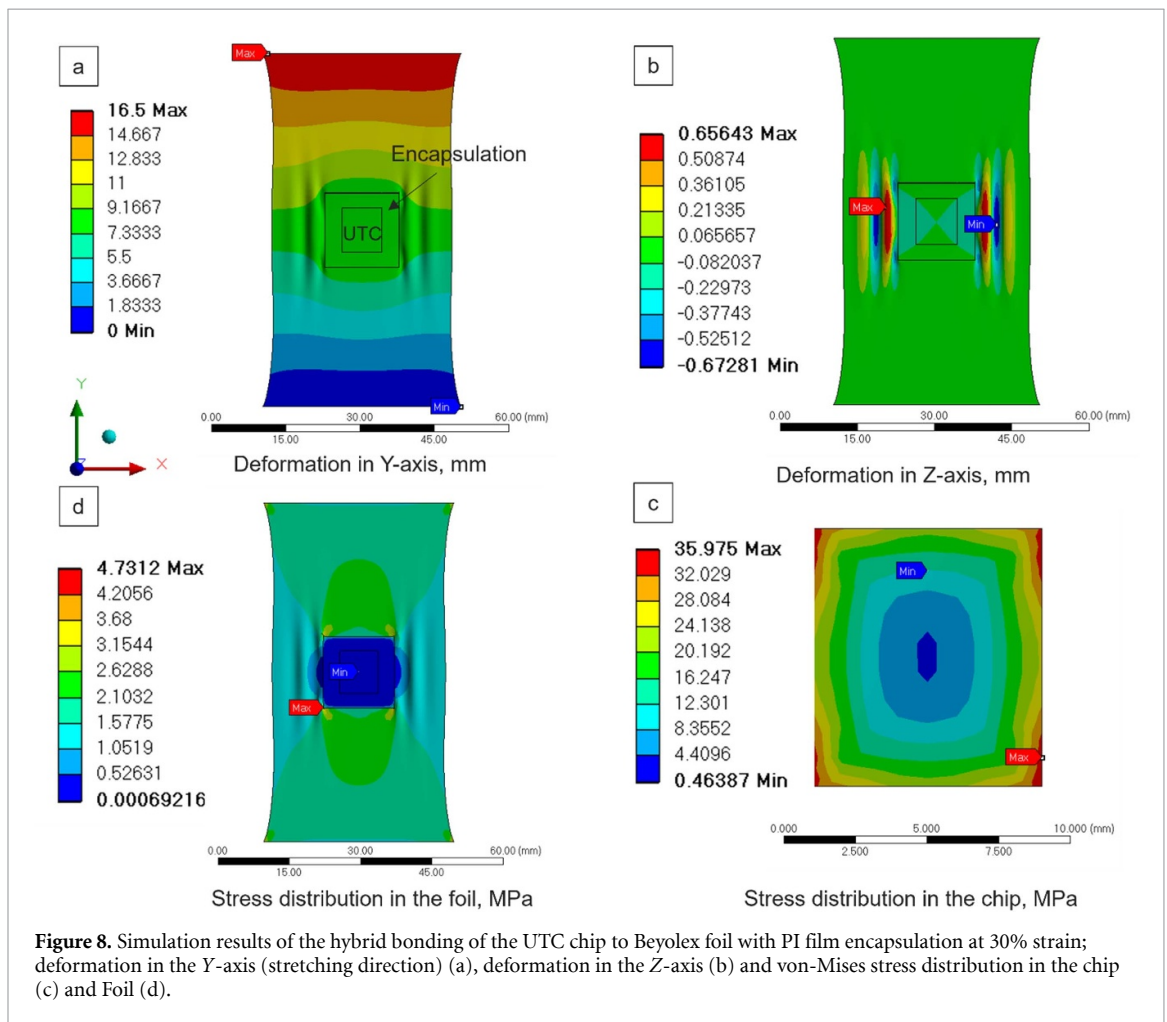 a
Max
16.5 Max
14.667
12.833
11
9.1667
7.3333
5.5
3.6667
1.8333
0 Min
Encapsulation
UTC
Min
Y
Z
X
0.00 30.00 60.00 (mm)
15.00 45.00
Deformation in Y-axis, mm
b
0.65643 Max
0.50874
0.36105
0.21335
0.065657
-0.082037
-0.22973
-0.37743
-0.52512
-0.67281 Min
Max
Min
0.00 30.00 60.00 (mm)
15.00 45.00
Deformation in Z-axis, mm
d
4.7312 Max
4.2056
3.68
3.1544
2.6288
2.1032
1.5775
1.0519
0.52631
0.00069216
Min
Max
0.00 30.00 60.00 (mm)
15.00 45.00
Stress distribution in the foil, MPa
c
35.975 Max
32.029
28.084
24.138
20.192
16.247
12.301
8.3552
4.4096
0.46387 Min
Min
Max
0.000 5.000 10.000 (mm)
2.500 7.500
Stress distribution in the chip, MPa
Figure 8. Simulation results of the hybrid bonding of the UTC chip to Beyolex foil with PI film encapsulation at 30% strain;
deformation in the Y-axis (stretching direction) (a), deformation in the Z-axis (b) and von-Mises stress distribution in the chip
(c) and Foil (d).